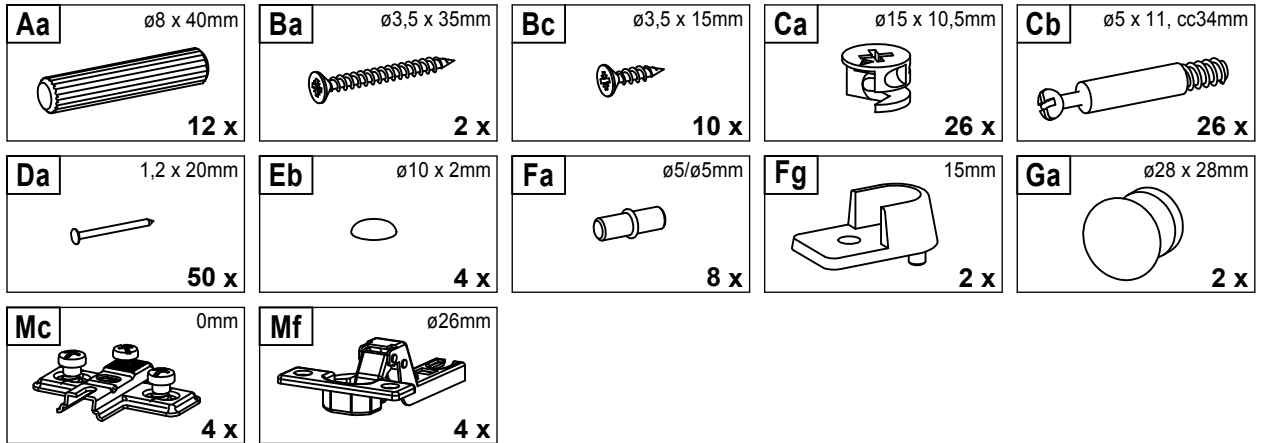 Aa ø8 x 40mm
12 x
Ba ø3,5 x 35mm
2 x
Bc ø3,5 x 15mm
10 x
Ca ø15 x 10,5mm
26 x
Cb ø5 x 11, cc34mm
26 x
Da 1,2 x 20mm
50 x
Eb ø10 x 2mm
4 x
Fa ø5/ø5mm
8 x
Fg 15mm
2 x
Ga ø28 x 28mm
2 x
Mc 0mm
4 x
Mf ø26mm
4 x